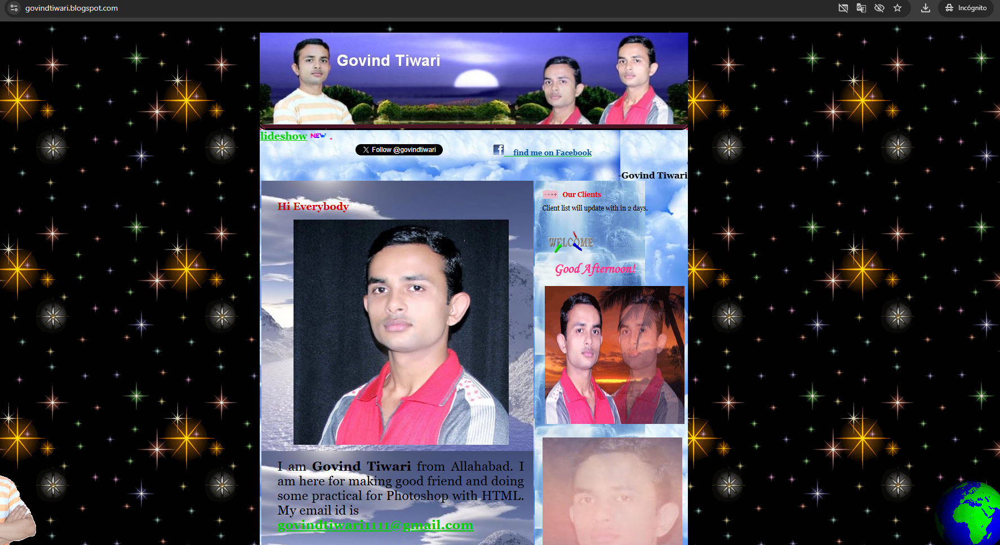 govindtiwari.blogspot.com
Incógnito
Govind Tiwari
lideshow NEW .
Follow @govindtiwari
find me on Facebook
-Govind Tiwari
Hi Everybody
Our Clients
Client list will update with in 2 days.
WELCOME
Good Afternoon!
I am Govind Tiwari from Allahabad. I
am here for making good friend and doing
some practical for Photoshop with HTML.
My email id is
govindtiwari1111@gmail.com